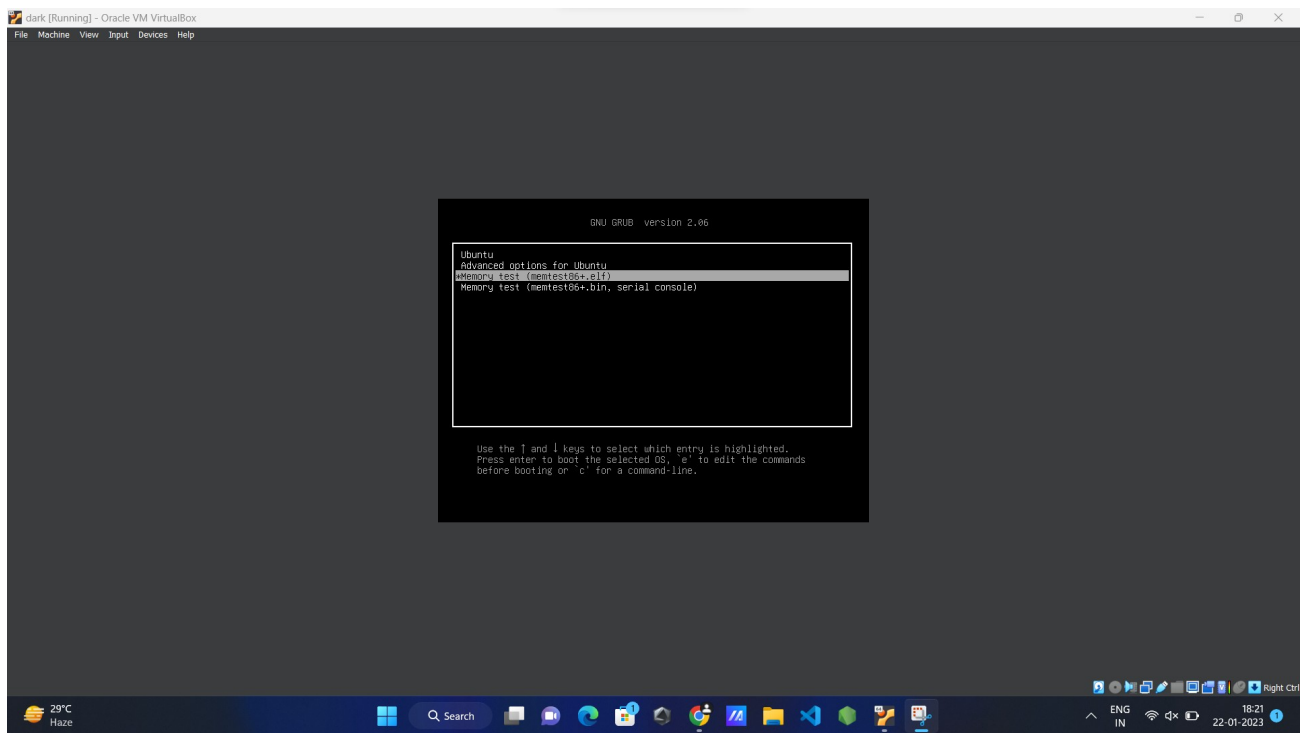 dark [Running] - Oracle VM VirtualBox
File Machine View Input Devices Help
GNU GRUB version 2.06
Ubuntu
Advanced options for Ubuntu
*Memory test (memtest86+.elf)
Memory test (memtest86+.bin, serial console)
Use the ↑ and ↓ keys to select which entry is highlighted.
Press enter to boot the selected OS, `e' to edit the commands
before booting or `c' for a command-line.
Right Ctrl
29°C
Haze
Search
1
ENG
IN
18:21
22-01-2023
1